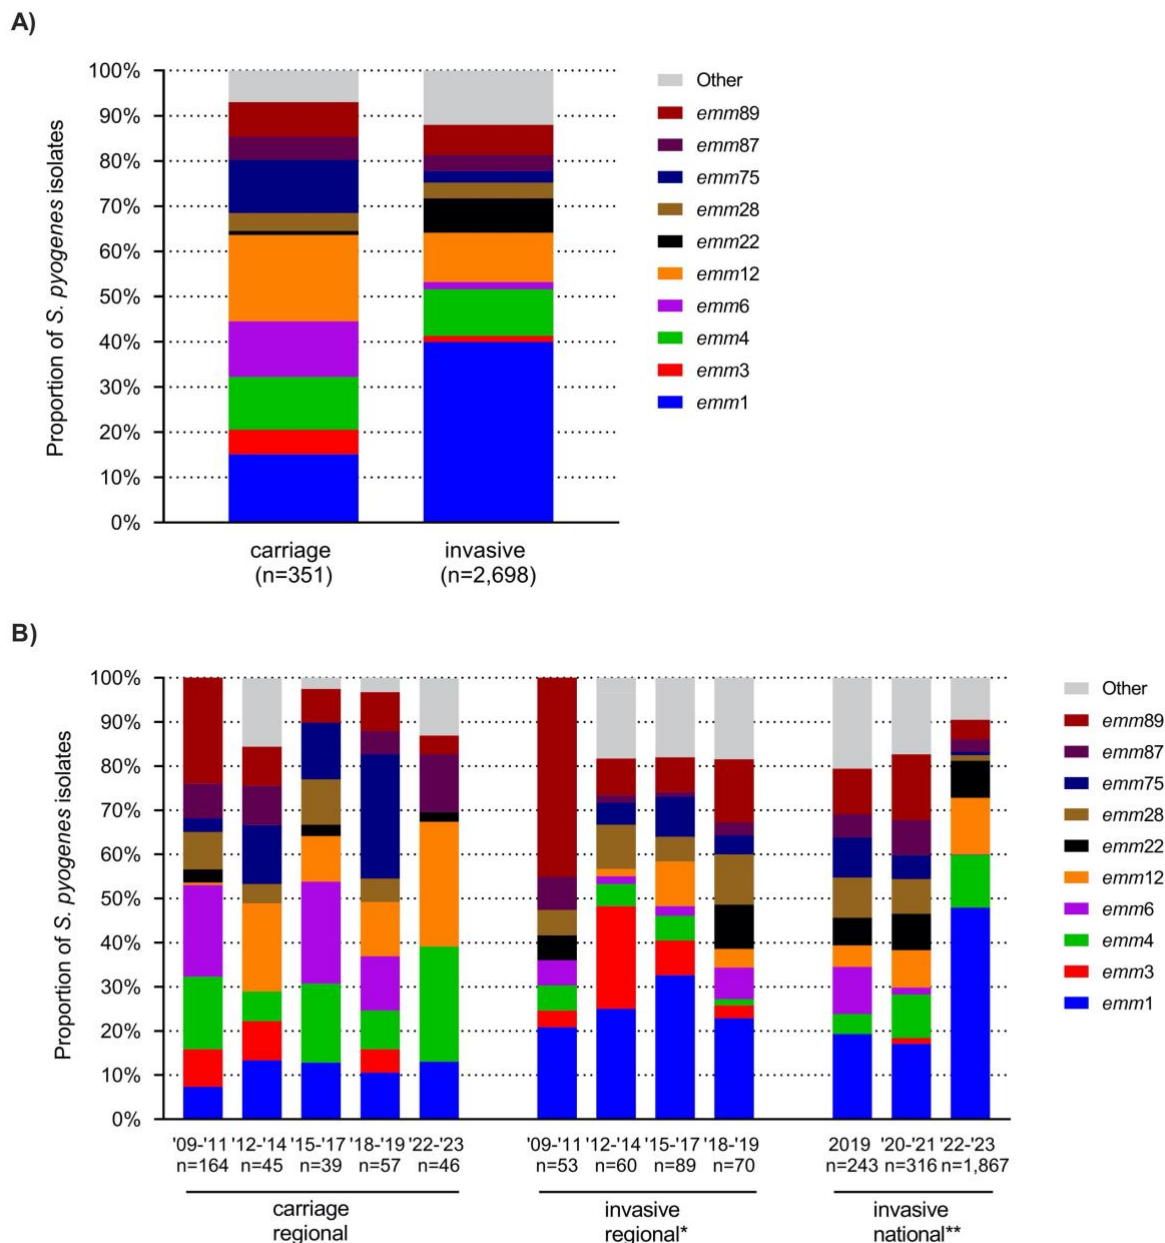 A)
100%
90%
80%
70%
60%
50%
40%
30%
20%
10%
0%
Proportion of S. pyogenes isolates
carriage
(n=351)
invasive
(n=2,698)
Other
emm89
emm87
emm75
emm28
emm22
emm12
emm6
emm4
emm3
emm1
B)
100%
90%
80%
70%
60%
50%
40%
30%
20%
10%
0%
Proportion of S. pyogenes isolates
'09-'11 '12-'14 '15-'17 '18-'19 '22-'23
n=164 n=45 n=39 n=57 n=46
carriage
regional
'09-'11 '12-'14 '15-'17 '18-'19
n=53 n=60 n=89 n=70
invasive
regional*
2019 '20-'21 '22-'23
n=243 n=316 n=1,867
invasive
national**
Other
emm89
emm87
emm75
emm28
emm22
emm12
emm6
emm4
emm3
emm1